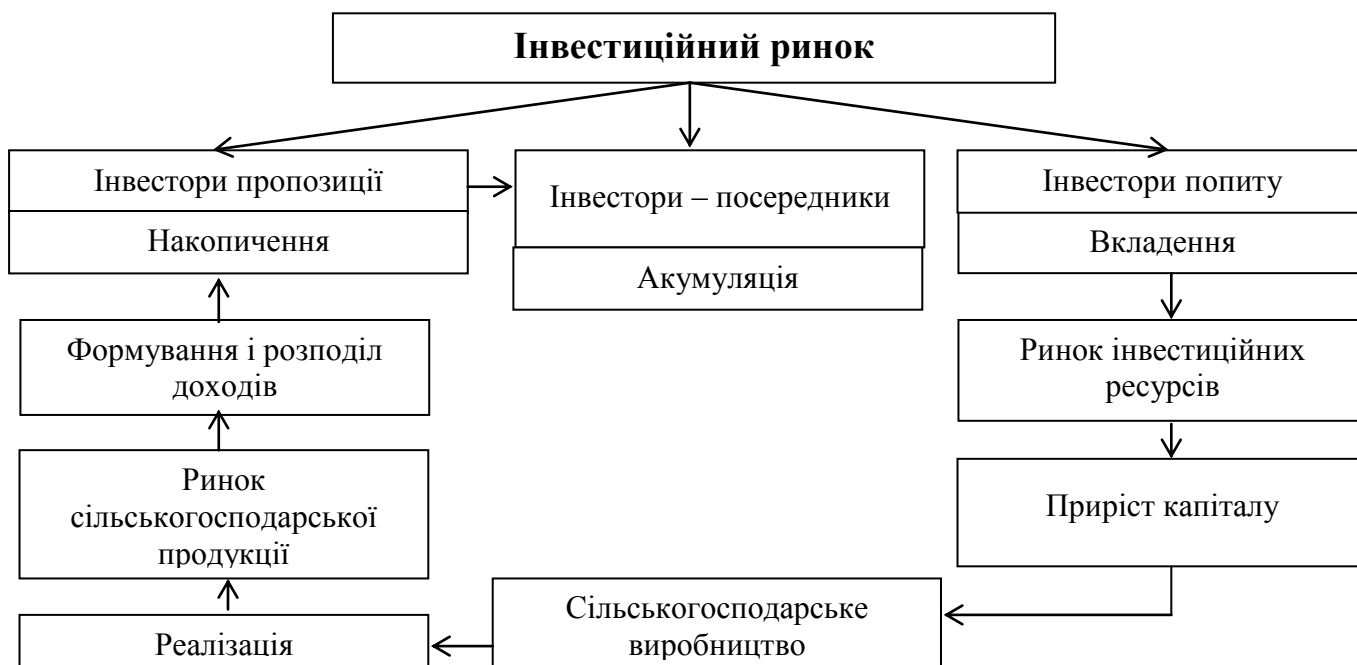 Інвестиційний ринок
Інвестори пропозиції
Накопичення
Інвестори – посередники
Акумуляція
Інвестори попиту
Вкладення
Формування і розподіл
доходів
Ринок інвестиційних
ресурсів
Ринок
сільськогосподарської
продукції
Приріст капіталу
Сільськогосподарське
виробництво
Реалізація